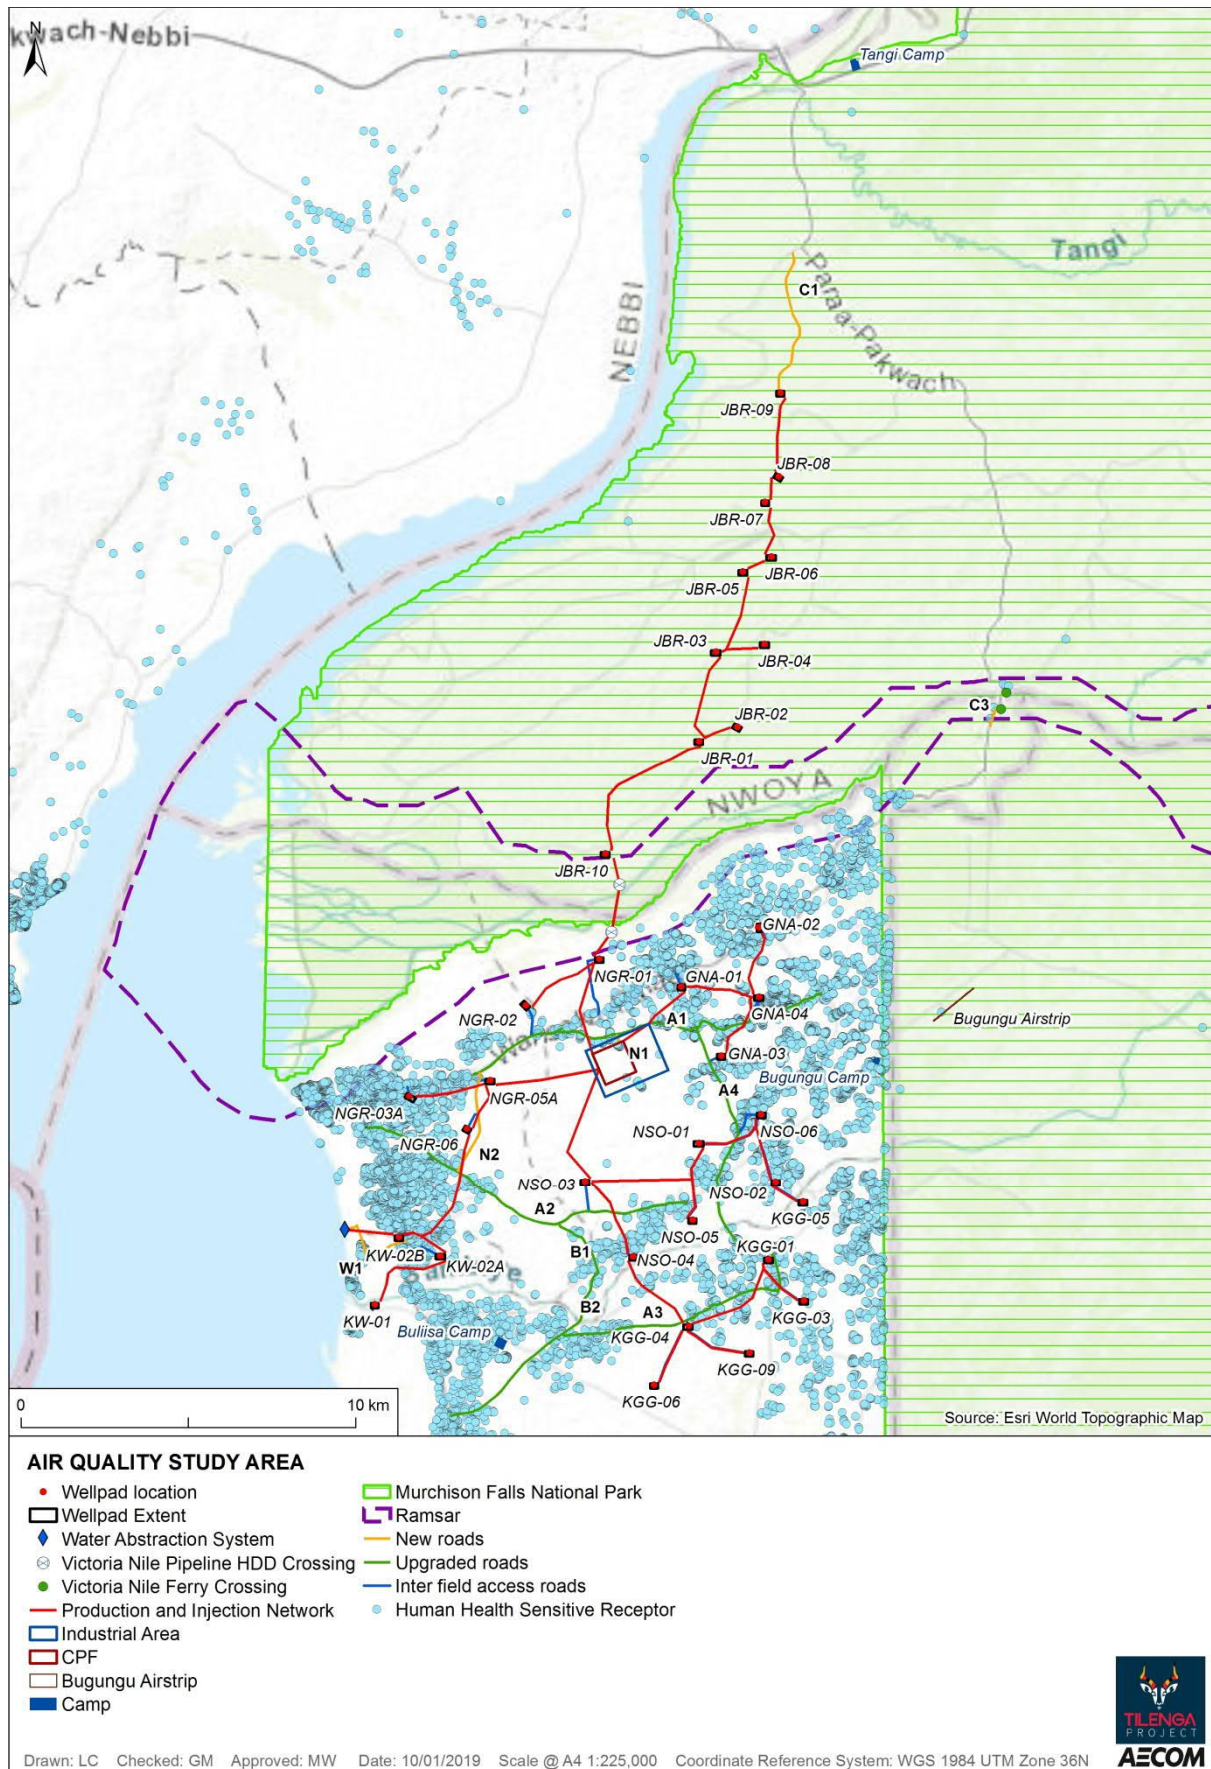 kwach-Nebbi
N
Tangi Camp
Tangi
C1
Paraa-Pakwach
NEBBI
JBR-09
JBR-08
JBR-07
JBR-06
JBR-05
JBR-03
JBR-04
C3
JBR-02
JBR-01
NWOYA
JBR-10
GNA-02
NGR-01
GNA-01
NGR-02
GNA-04
Bugungu Airstrip
A1
N1
GNA-03
Bugungu Camp
NGR-05A
A4
NGR-03A
NSO-06
NGR-06
NSO-01
N2
NSO-03
NSO-02
A2
KGG-05
NSO-05
B1
KGG-01
KW-02B
NSO-04
W1
KW-02A
B2
A3
KGG-03
KW-01
Buliisa Camp
KGG-04
KGG-09
KGG-06
0 10 km
Source: Esri World Topographic Map
AIR QUALITY STUDY AREA
Wellpad location
Wellpad Extent
Water Abstraction System
Victoria Nile Pipeline HDD Crossing
Victoria Nile Ferry Crossing
Production and Injection Network
Industrial Area
CPF
Bugungu Airstrip
Camp
Murchison Falls National Park
Ramsar
New roads
Upgraded roads
Inter field access roads
Human Health Sensitive Receptor
TILENGA
PROJECT
AECOM
Drawn: LC Checked: GM Approved: MW Date: 10/01/2019 Scale @ A4 1:225,000 Coordinate Reference System: WGS 1984 UTM Zone 36N